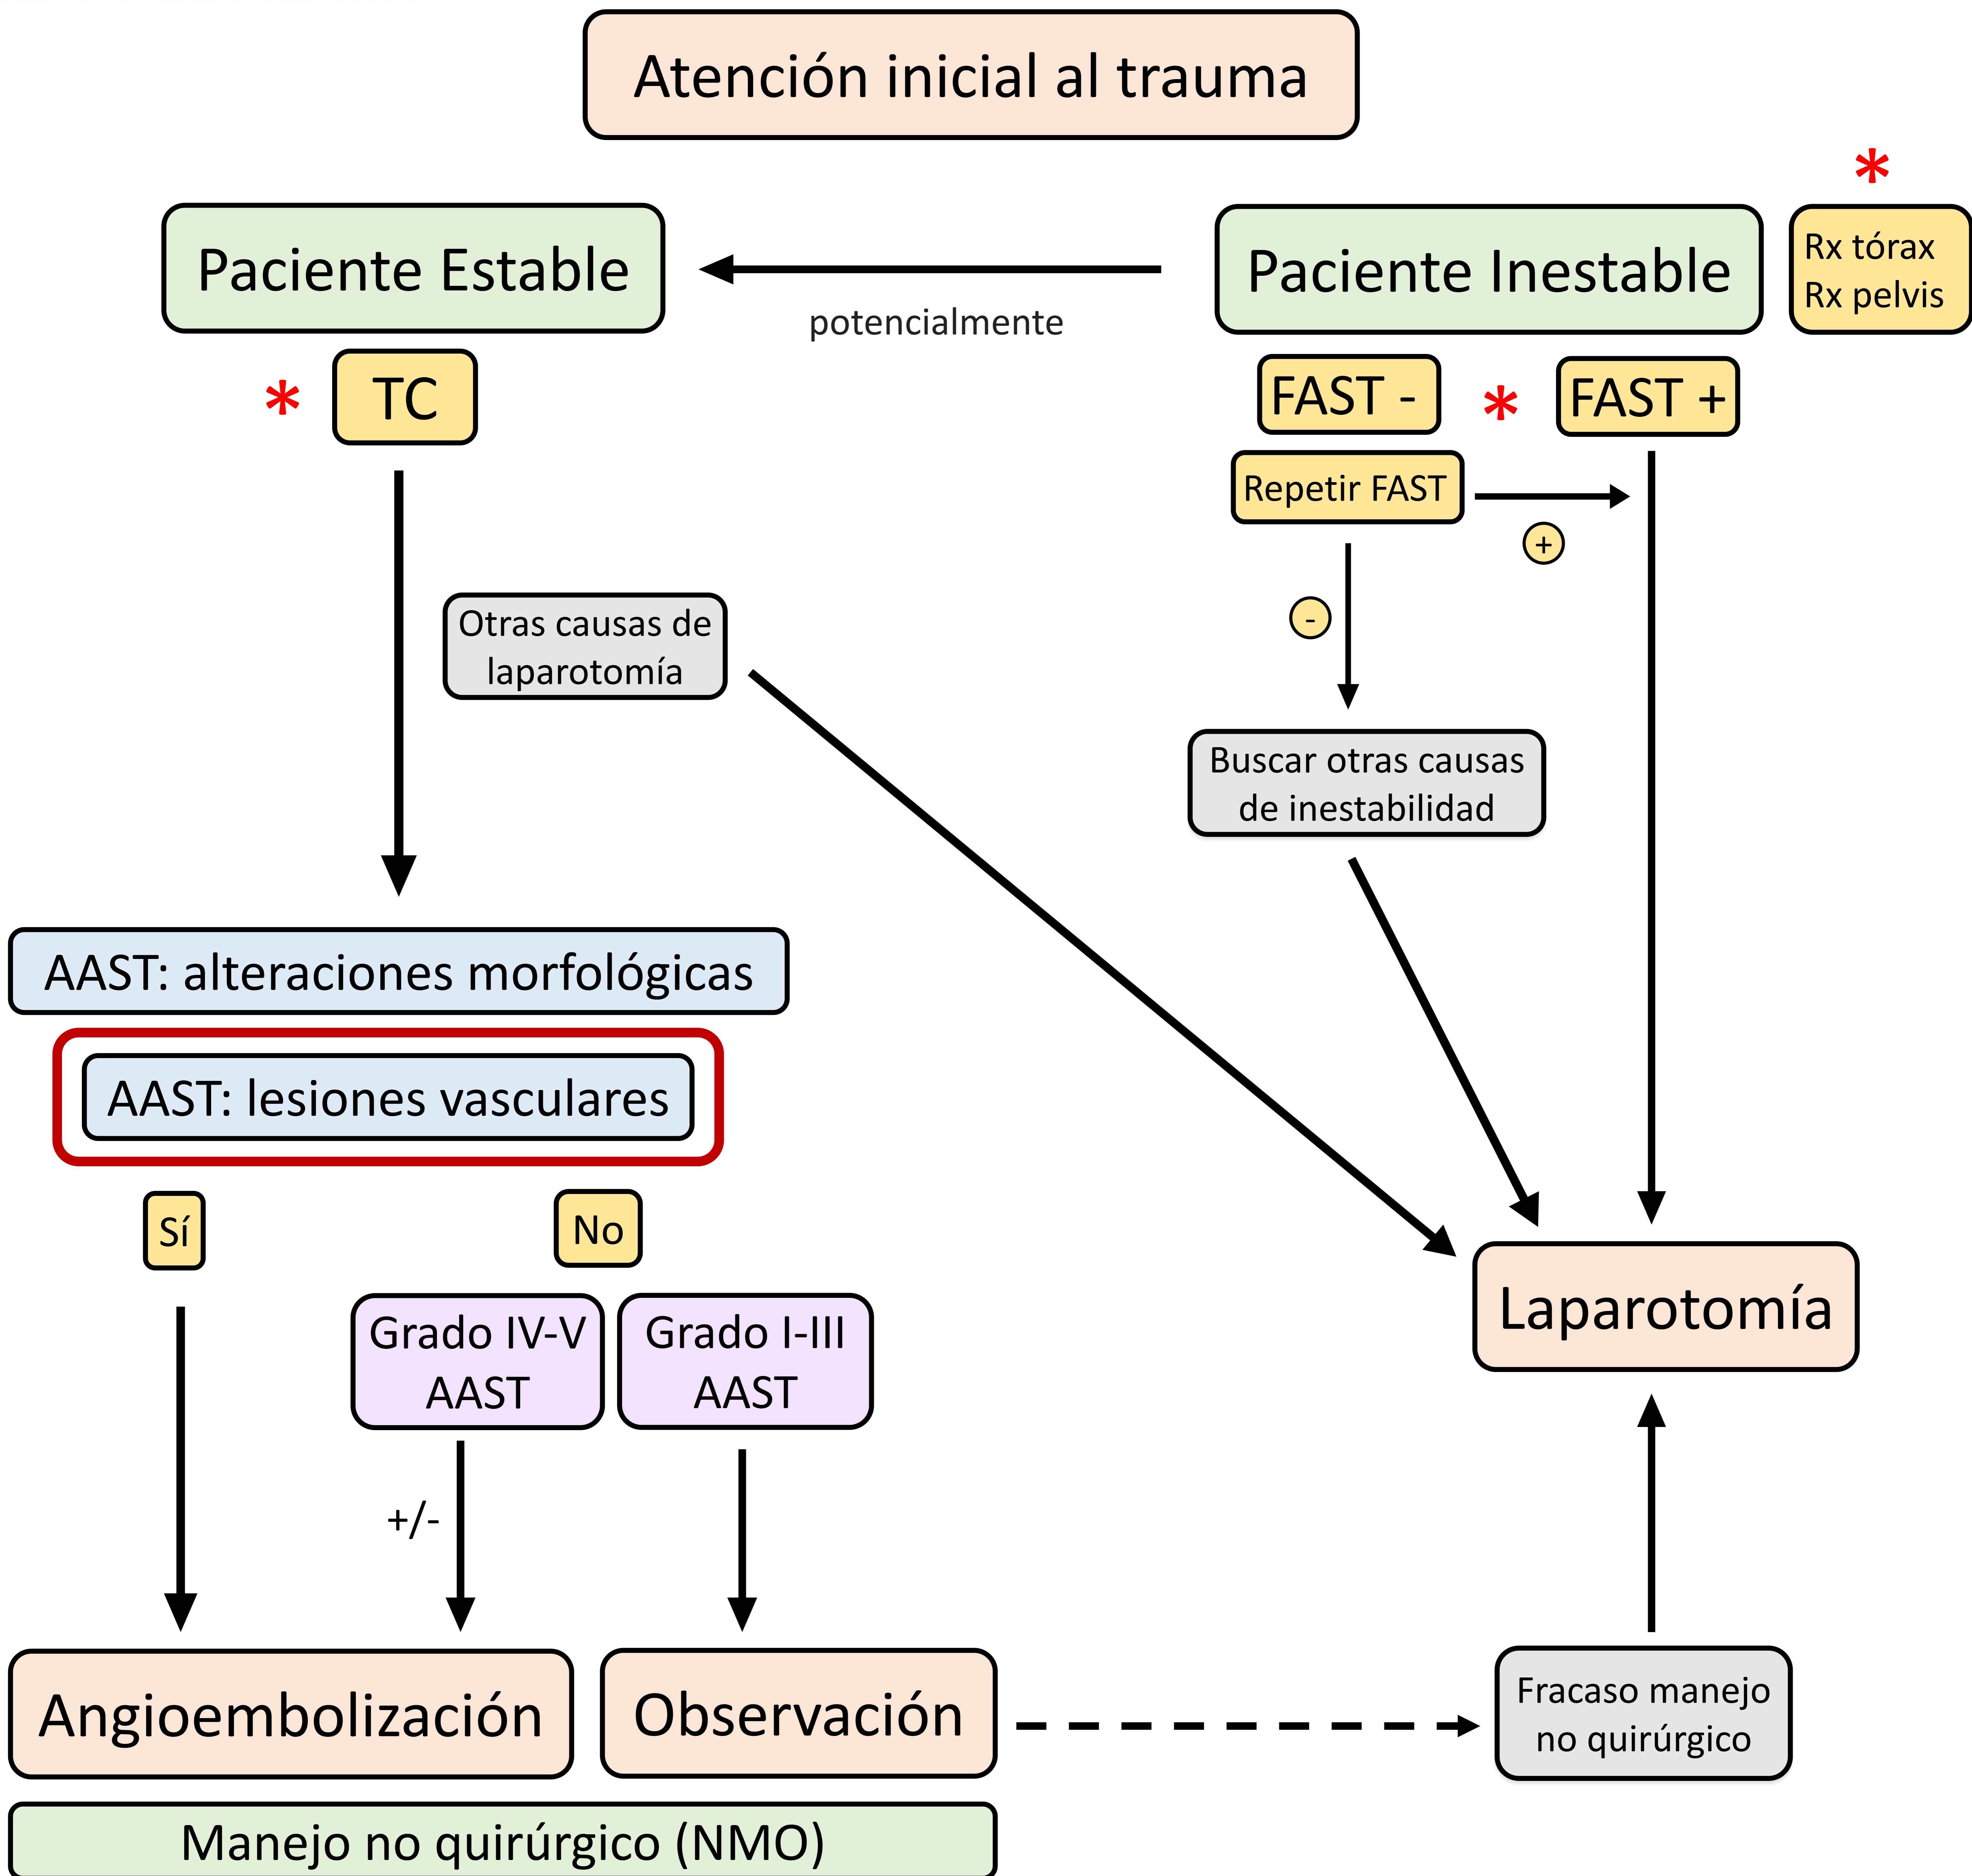 Atención inicial al trauma
*
Paciente Estable
potencialmente
Paciente Inestable
Rx tórax
Rx pelvis
*
TC
FAST -
*
FAST +
Repetir FAST
+
-
Otras causas de
laparotomía
Buscar otras causas
de inestabilidad
AAST: alteraciones morfológicas
AAST: lesiones vasculares
Sí
No
Grado IV-V
AAST
Grado I-III
AAST
+/-
Laparotomía
Angioembolización
Observación
Fracaso manejo
no quirúrgico
Manejo no quirúrgico (NMO)